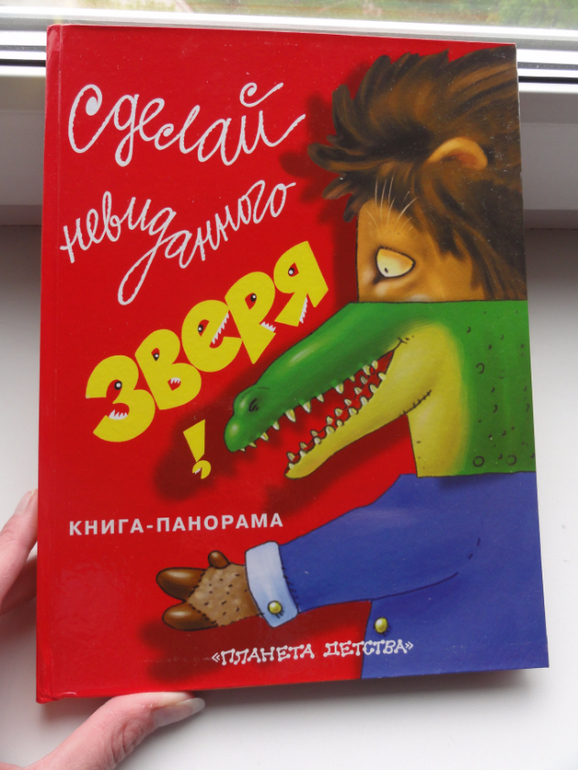 Сделай
невиданного
ЗВЕРЯ
!
КНИГА-ПАНОРАМА
«ПЛАНЕТА ДЕТСТВА»